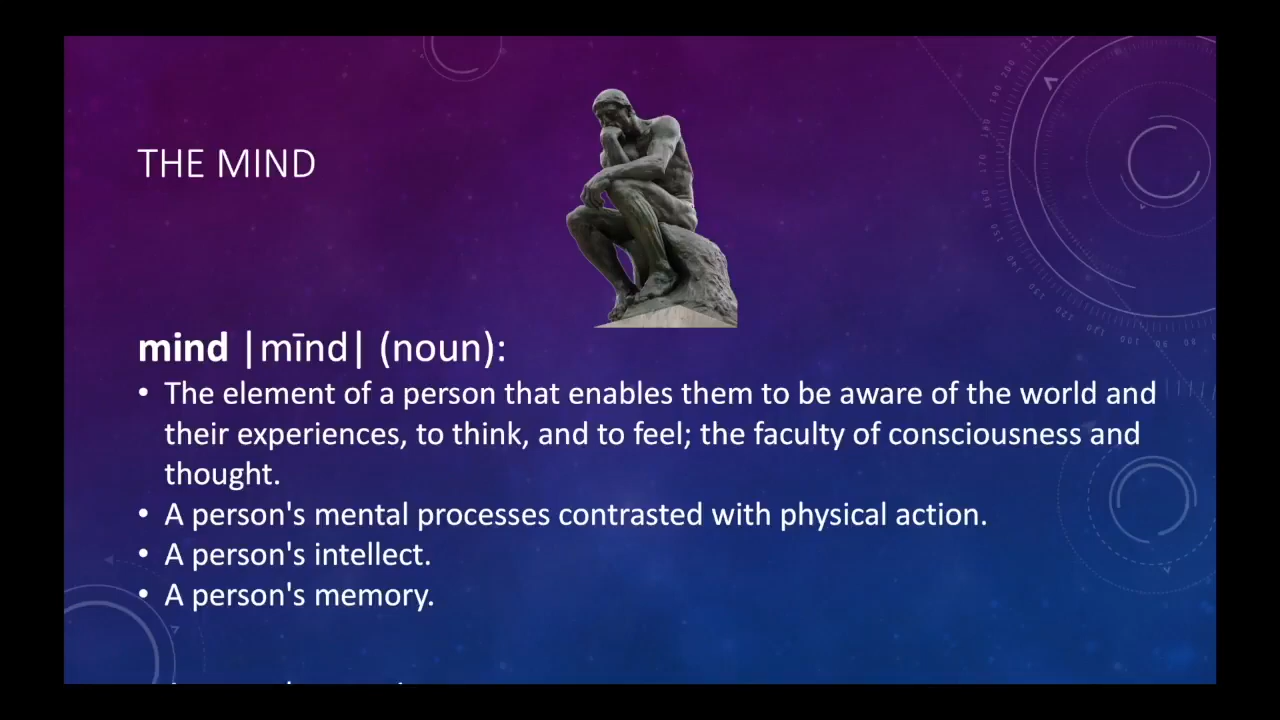 THE MIND
mind |mīnd| (noun):
• The element of a person that enables them to be aware of the world and
their experiences, to think, and to feel; the faculty of consciousness and
thought.
• A person's mental processes contrasted with physical action.
• A person's intellect.
• A person's memory.